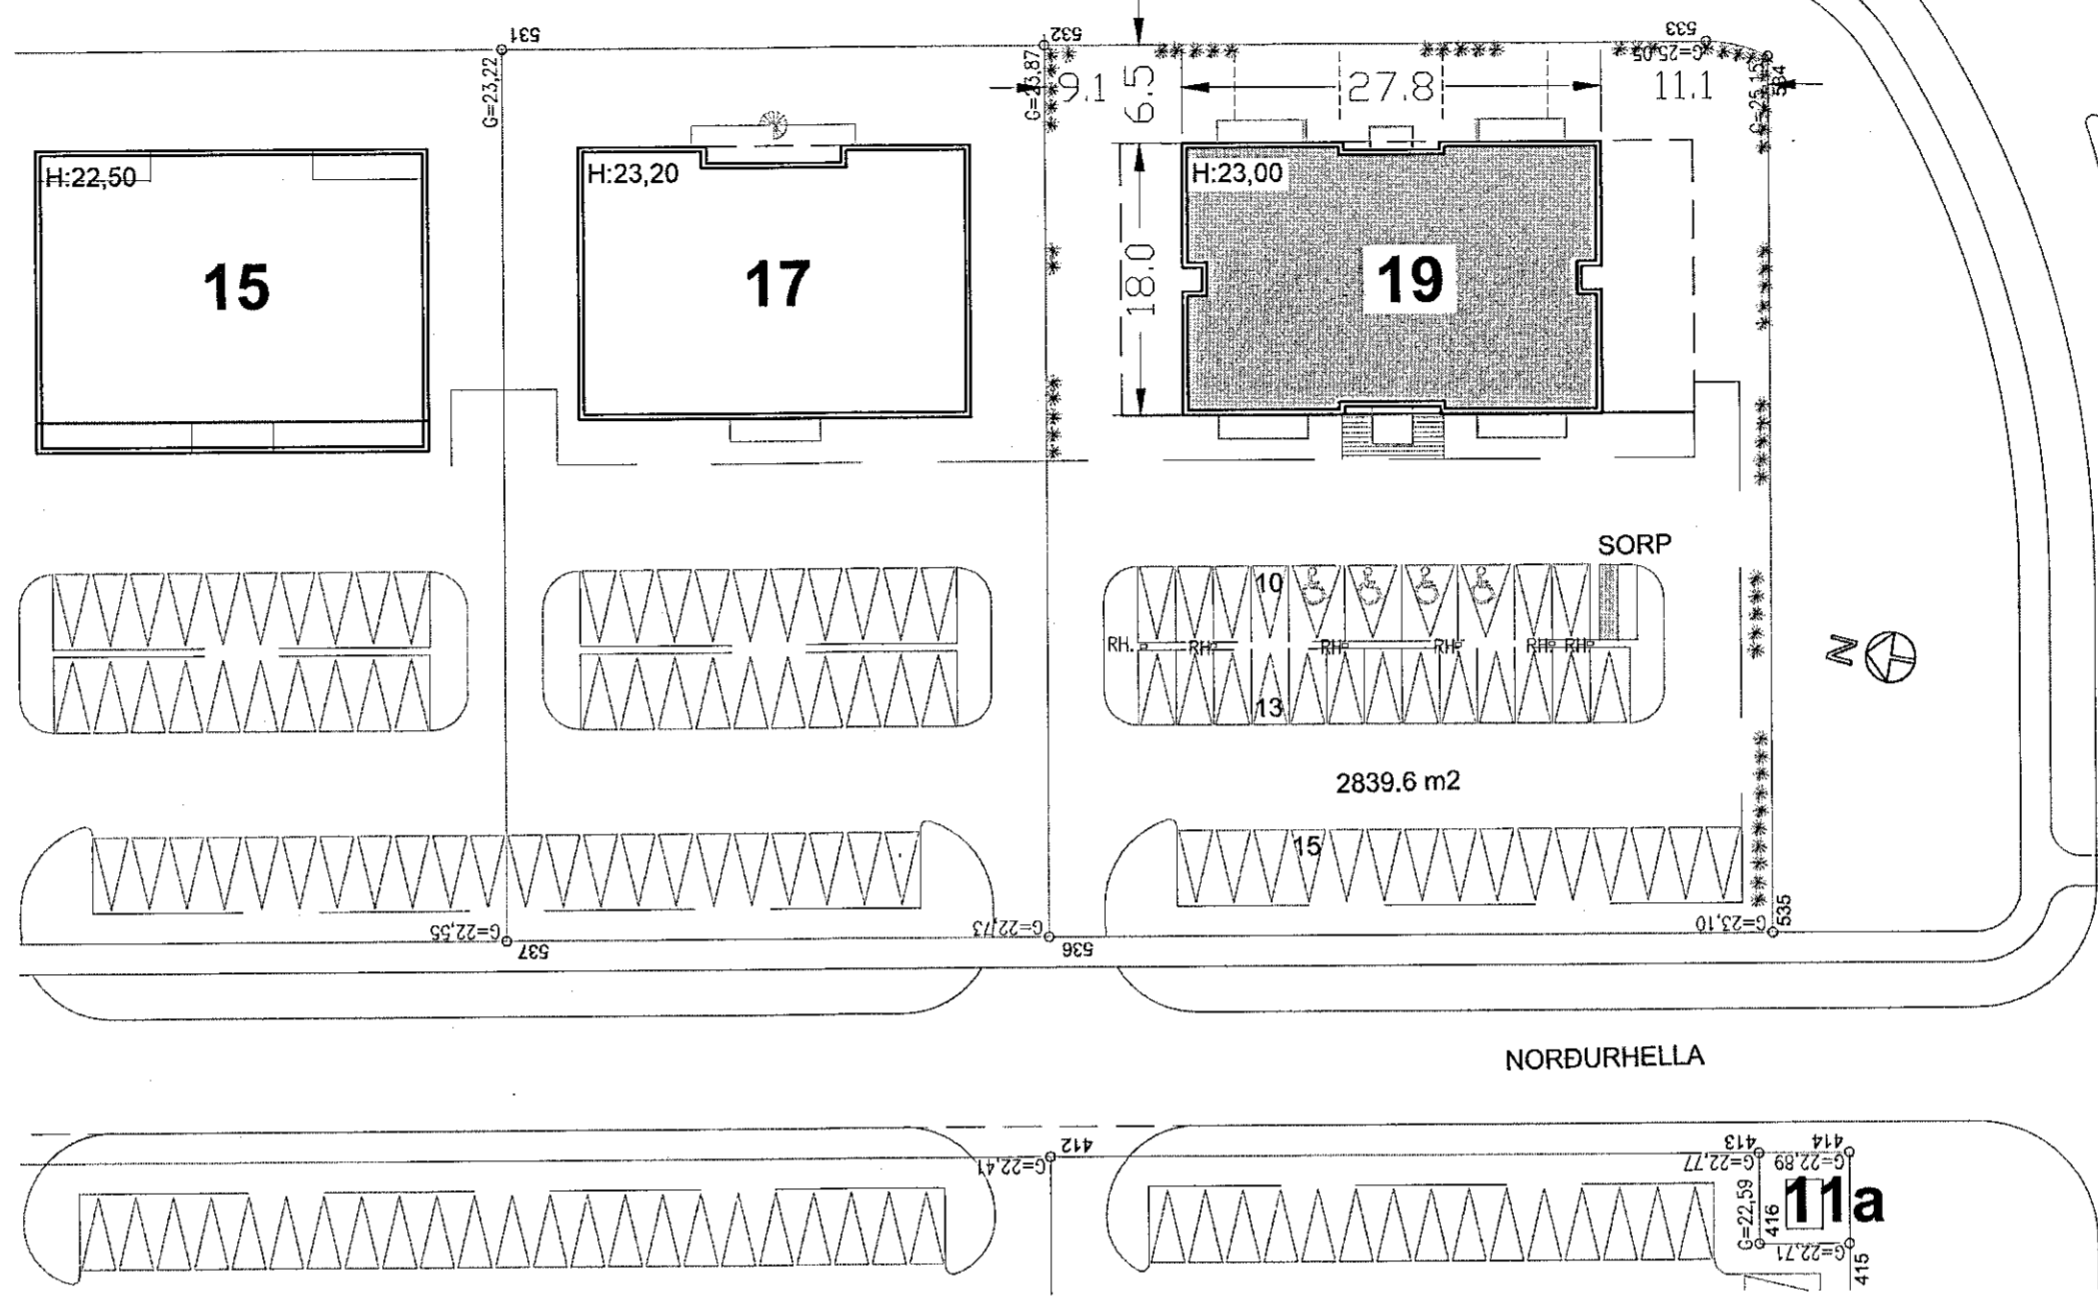 531
532
533
G=25,05
534
G=25,15
G=23,22
G=23,87
9.1
6.5
27.8
11.1
H:22,50
H:23,20
H:23,00
15
17
19
18.0
SORP
10
RH.
RH
RH
RH
RH
RH
13
N
2839.6 m2
15
G=22,55
537
G=22,73
536
G=23,10
535
NORÐURHELLA
412
G=22,41
413
414
G=22,77
G=22,89
G=22,59
416
11a
G=22,71
415